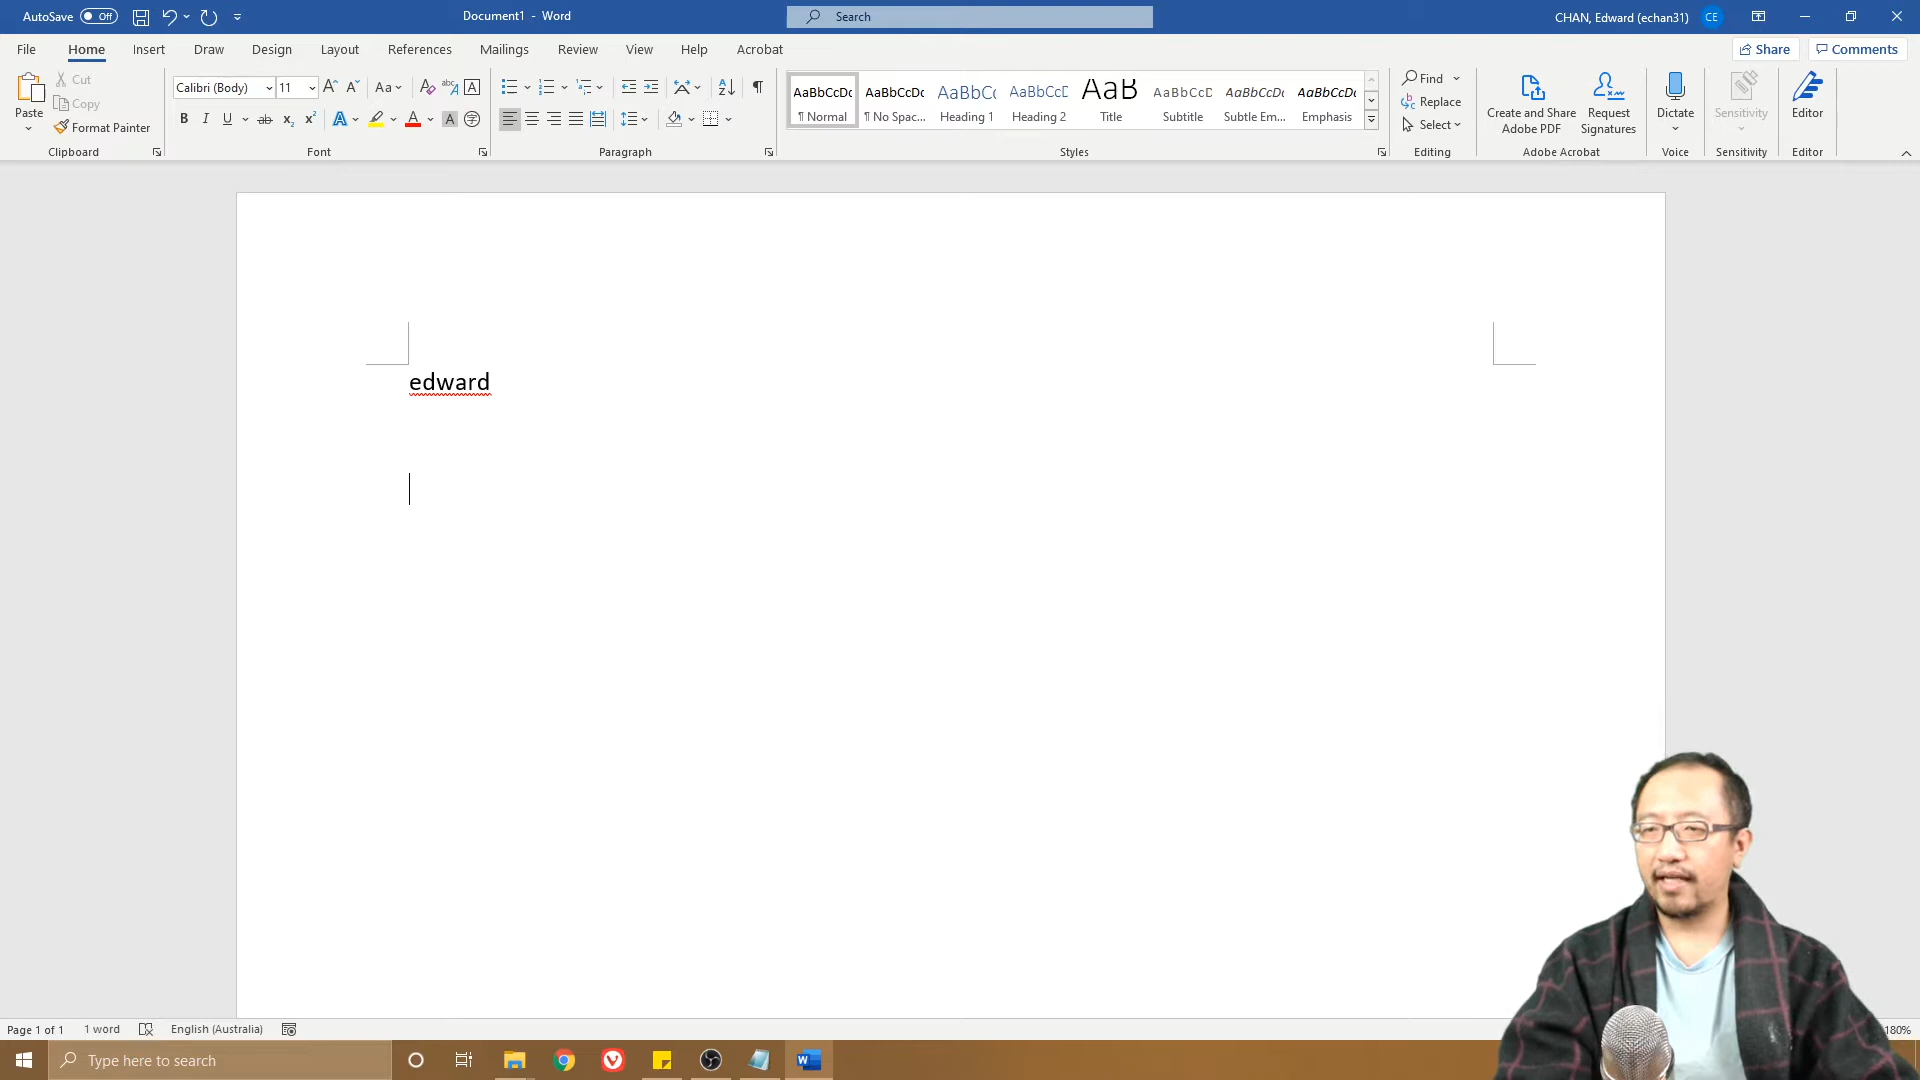 AutoSave Off Document1 - Word Search CHAN, Edward (echan31) CE
File Home Insert Draw Design Layout References Mailings Review View Help Acrobat Share Comments
Paste Cut Copy Format Painter
Clipboard
Calibri (Body) 11 Aa
Font
Paragraph
AaBbCcDc AaBbCcDc AaBbCc AaBbCcD AaB AaBbCcD AaBbCcDc AaBbCcDc
¶ Normal ¶ No Spac... Heading 1 Heading 2 Title Subtitle Subtle Em... Emphasis
Styles
Find
Replace
Select
Editing
Create and Share Adobe PDF
Request Signatures
Adobe Acrobat
Dictate
Voice
Sensitivity
Sensitivity
Editor
Editor
edward
Page 1 of 1 1 word English (Australia) 180%
Type here to search